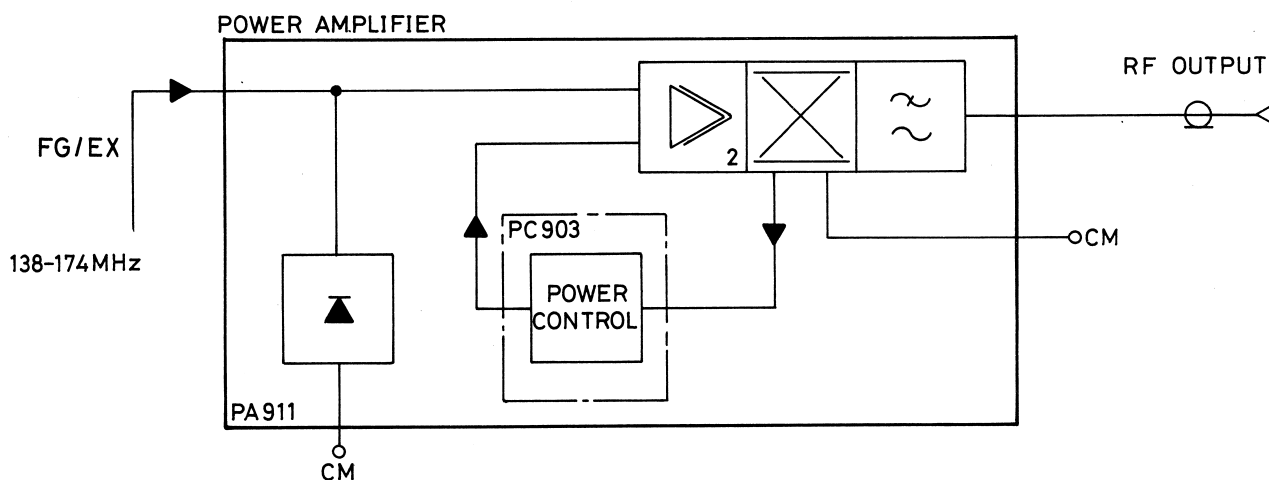 POWER AMPLIFIER
RF OUTPUT
FG/EX
2
PC903
CM
138-174MHz
POWER
CONTROL
PA911
CM